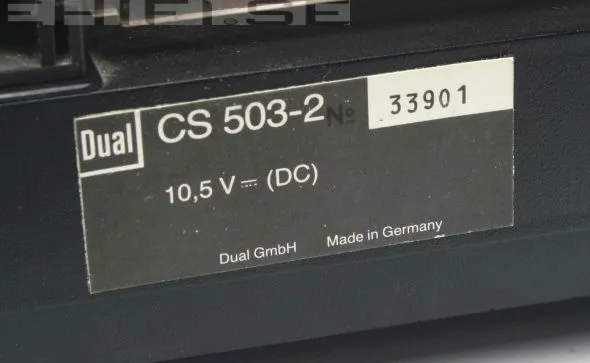 Dual
CS 503-2
No
33901
10,5 V ⎓ (DC)
Dual GmbH Made in Germany